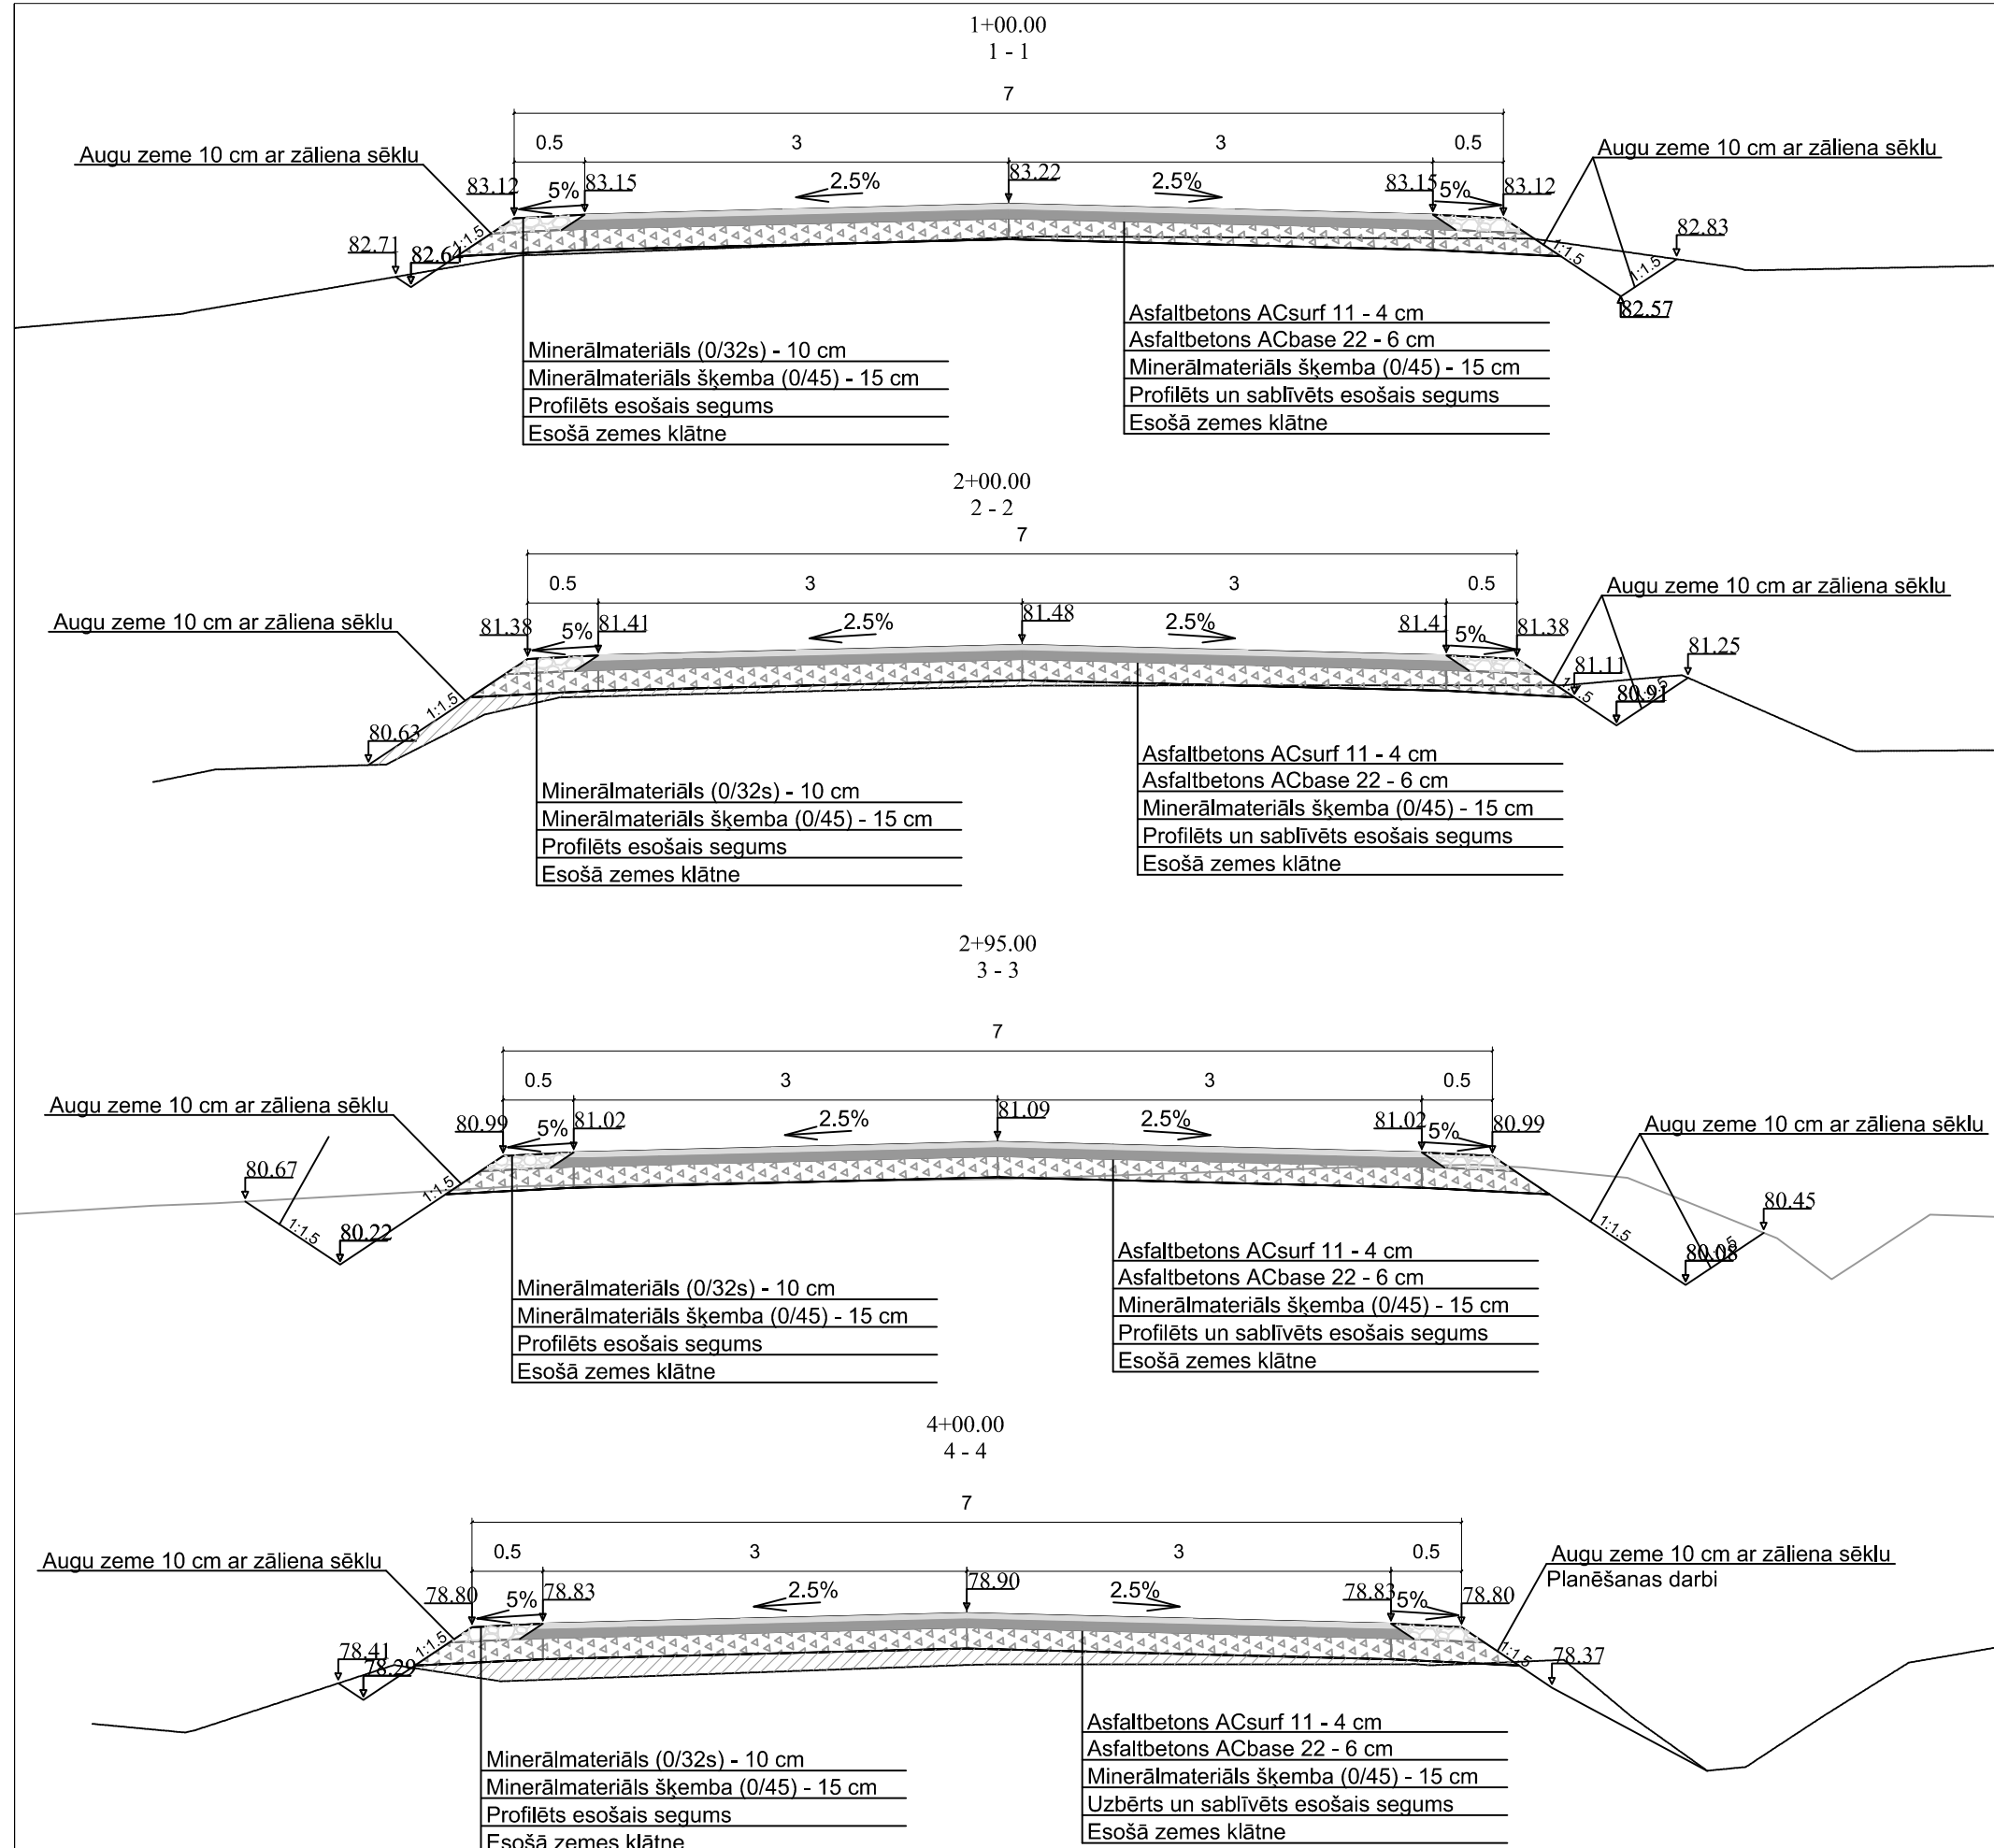 1+00.00
1 - 1
7
0.5
3
3
0.5
Augu zeme 10 cm ar zāliena sēklu
Augu zeme 10 cm ar zāliena sēklu
83.12
5%
83.15
2.5%
83.22
2.5%
83.15
5%
83.12
82.71
82.64
1:1.5
1:1.5
1:1.5
82.83
82.57
Minerālmateriāls (0/32s) - 10 cm
Minerālmateriāls šķemba (0/45) - 15 cm
Profilēts esošais segums
Esošā zemes klātne
Asfaltbetons ACsurf 11 - 4 cm
Asfaltbetons ACbase 22 - 6 cm
Minerālmateriāls šķemba (0/45) - 15 cm
Profilēts un sablīvēts esošais segums
Esošā zemes klātne
2+00.00
2 - 2
7
0.5
3
3
0.5
Augu zeme 10 cm ar zāliena sēklu
Augu zeme 10 cm ar zāliena sēklu
81.38
5%
81.41
2.5%
81.48
2.5%
81.41
5%
81.38
81.11
81.25
80.63
1:1.5
1:1.5
80.91
1:1.5
Minerālmateriāls (0/32s) - 10 cm
Minerālmateriāls šķemba (0/45) - 15 cm
Profilēts esošais segums
Esošā zemes klātne
Asfaltbetons ACsurf 11 - 4 cm
Asfaltbetons ACbase 22 - 6 cm
Minerālmateriāls šķemba (0/45) - 15 cm
Profilēts un sablīvēts esošais segums
Esošā zemes klātne
2+95.00
3 - 3
7
0.5
3
3
0.5
Augu zeme 10 cm ar zāliena sēklu
Augu zeme 10 cm ar zāliena sēklu
80.99
5%
81.02
2.5%
81.09
2.5%
81.02
5%
80.99
80.67
1:1.5
80.22
1:1.5
1:1.5
80.08
1:1.5
80.45
Minerālmateriāls (0/32s) - 10 cm
Minerālmateriāls šķemba (0/45) - 15 cm
Profilēts esošais segums
Esošā zemes klātne
Asfaltbetons ACsurf 11 - 4 cm
Asfaltbetons ACbase 22 - 6 cm
Minerālmateriāls šķemba (0/45) - 15 cm
Profilēts un sablīvēts esošais segums
Esošā zemes klātne
4+00.00
4 - 4
7
0.5
3
3
0.5
Augu zeme 10 cm ar zāliena sēklu
Augu zeme 10 cm ar zāliena sēklu
Planēšanas darbi
78.80
5%
78.83
2.5%
78.90
2.5%
78.83
5%
78.80
78.41
78.29
1:1.5
1:1.5
78.37
Minerālmateriāls (0/32s) - 10 cm
Minerālmateriāls šķemba (0/45) - 15 cm
Profilēts esošais segums
Esošā zemes klātne
Asfaltbetons ACsurf 11 - 4 cm
Asfaltbetons ACbase 22 - 6 cm
Minerālmateriāls šķemba (0/45) - 15 cm
Uzbērts un sablīvēts esošais segums
Esošā zemes klātne